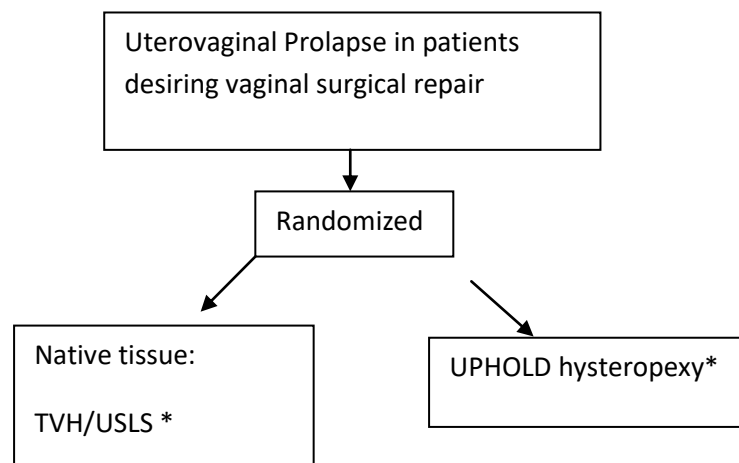 Uterovaginal Prolapse in patients
desiring vaginal surgical repair
Randomized
Native tissue:
TVH/USLS *
UPHOLD hysteropexy*